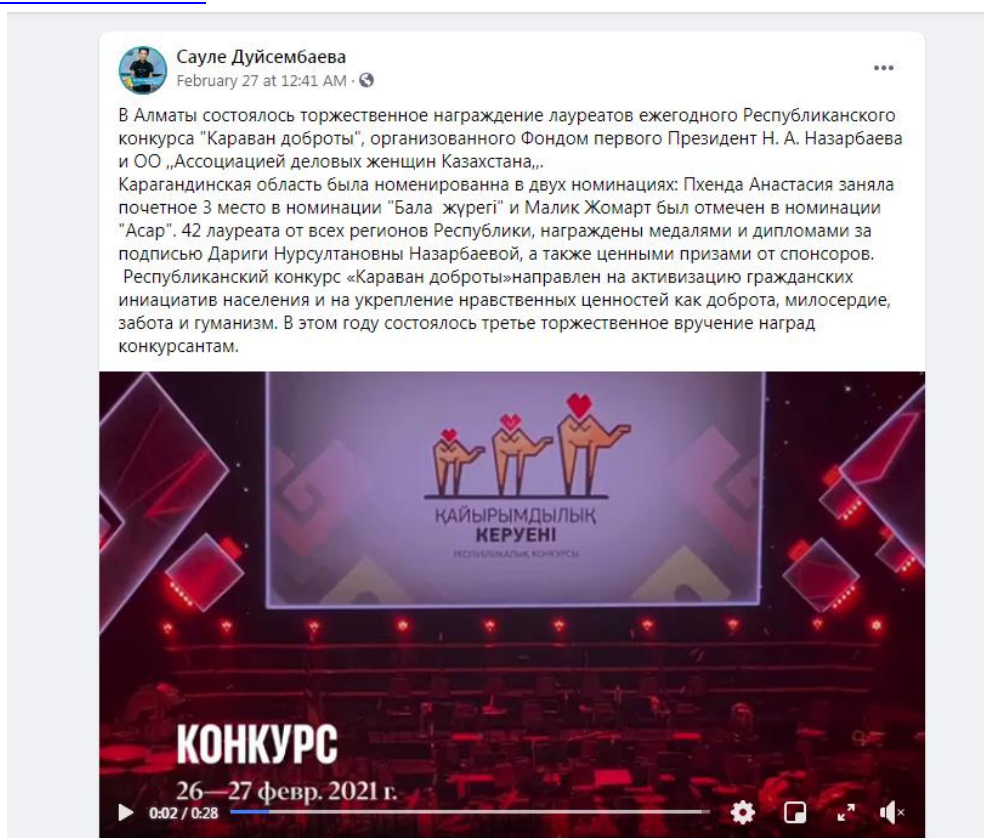 Сауле Дуйсембаева
February 27 at 12:41 AM ·
В Алматы состоялось торжественное награждение лауреатов ежегодного Республиканского
конкурса "Караван доброты", организованного Фондом первого Президент Н. А. Назарбаева
и ОО ,,Ассоциацией деловых женщин Казахстана,,.
Карагандинская область была номенированна в двух номинациях: Пхенда Анастасия заняла
почетное 3 место в номинации "Бала жүрегі" и Малик Жомарт был отмечен в номинации
"Асар". 42 лауреата от всех регионов Республики, награждены медалями и дипломами за
подписью Дариги Нурсултановны Назарбаевой, а также ценными призами от спонсоров.
Республиканский конкурс «Караван доброты»направлен на активизацию гражданских
инициатив населения и на укрепление нравственных ценностей как доброта, милосердие,
забота и гуманизм. В этом году состоялось третье торжественное вручение наград
конкурсантам.
ҚАЙЫРЫМДЫЛЫҚ
КЕРУЕНІ
РЕСПУБЛИКАЛЫҚ КОНКУРСЫ
КОНКУРС
26—27 февр. 2021 г.
0:02 / 0:28